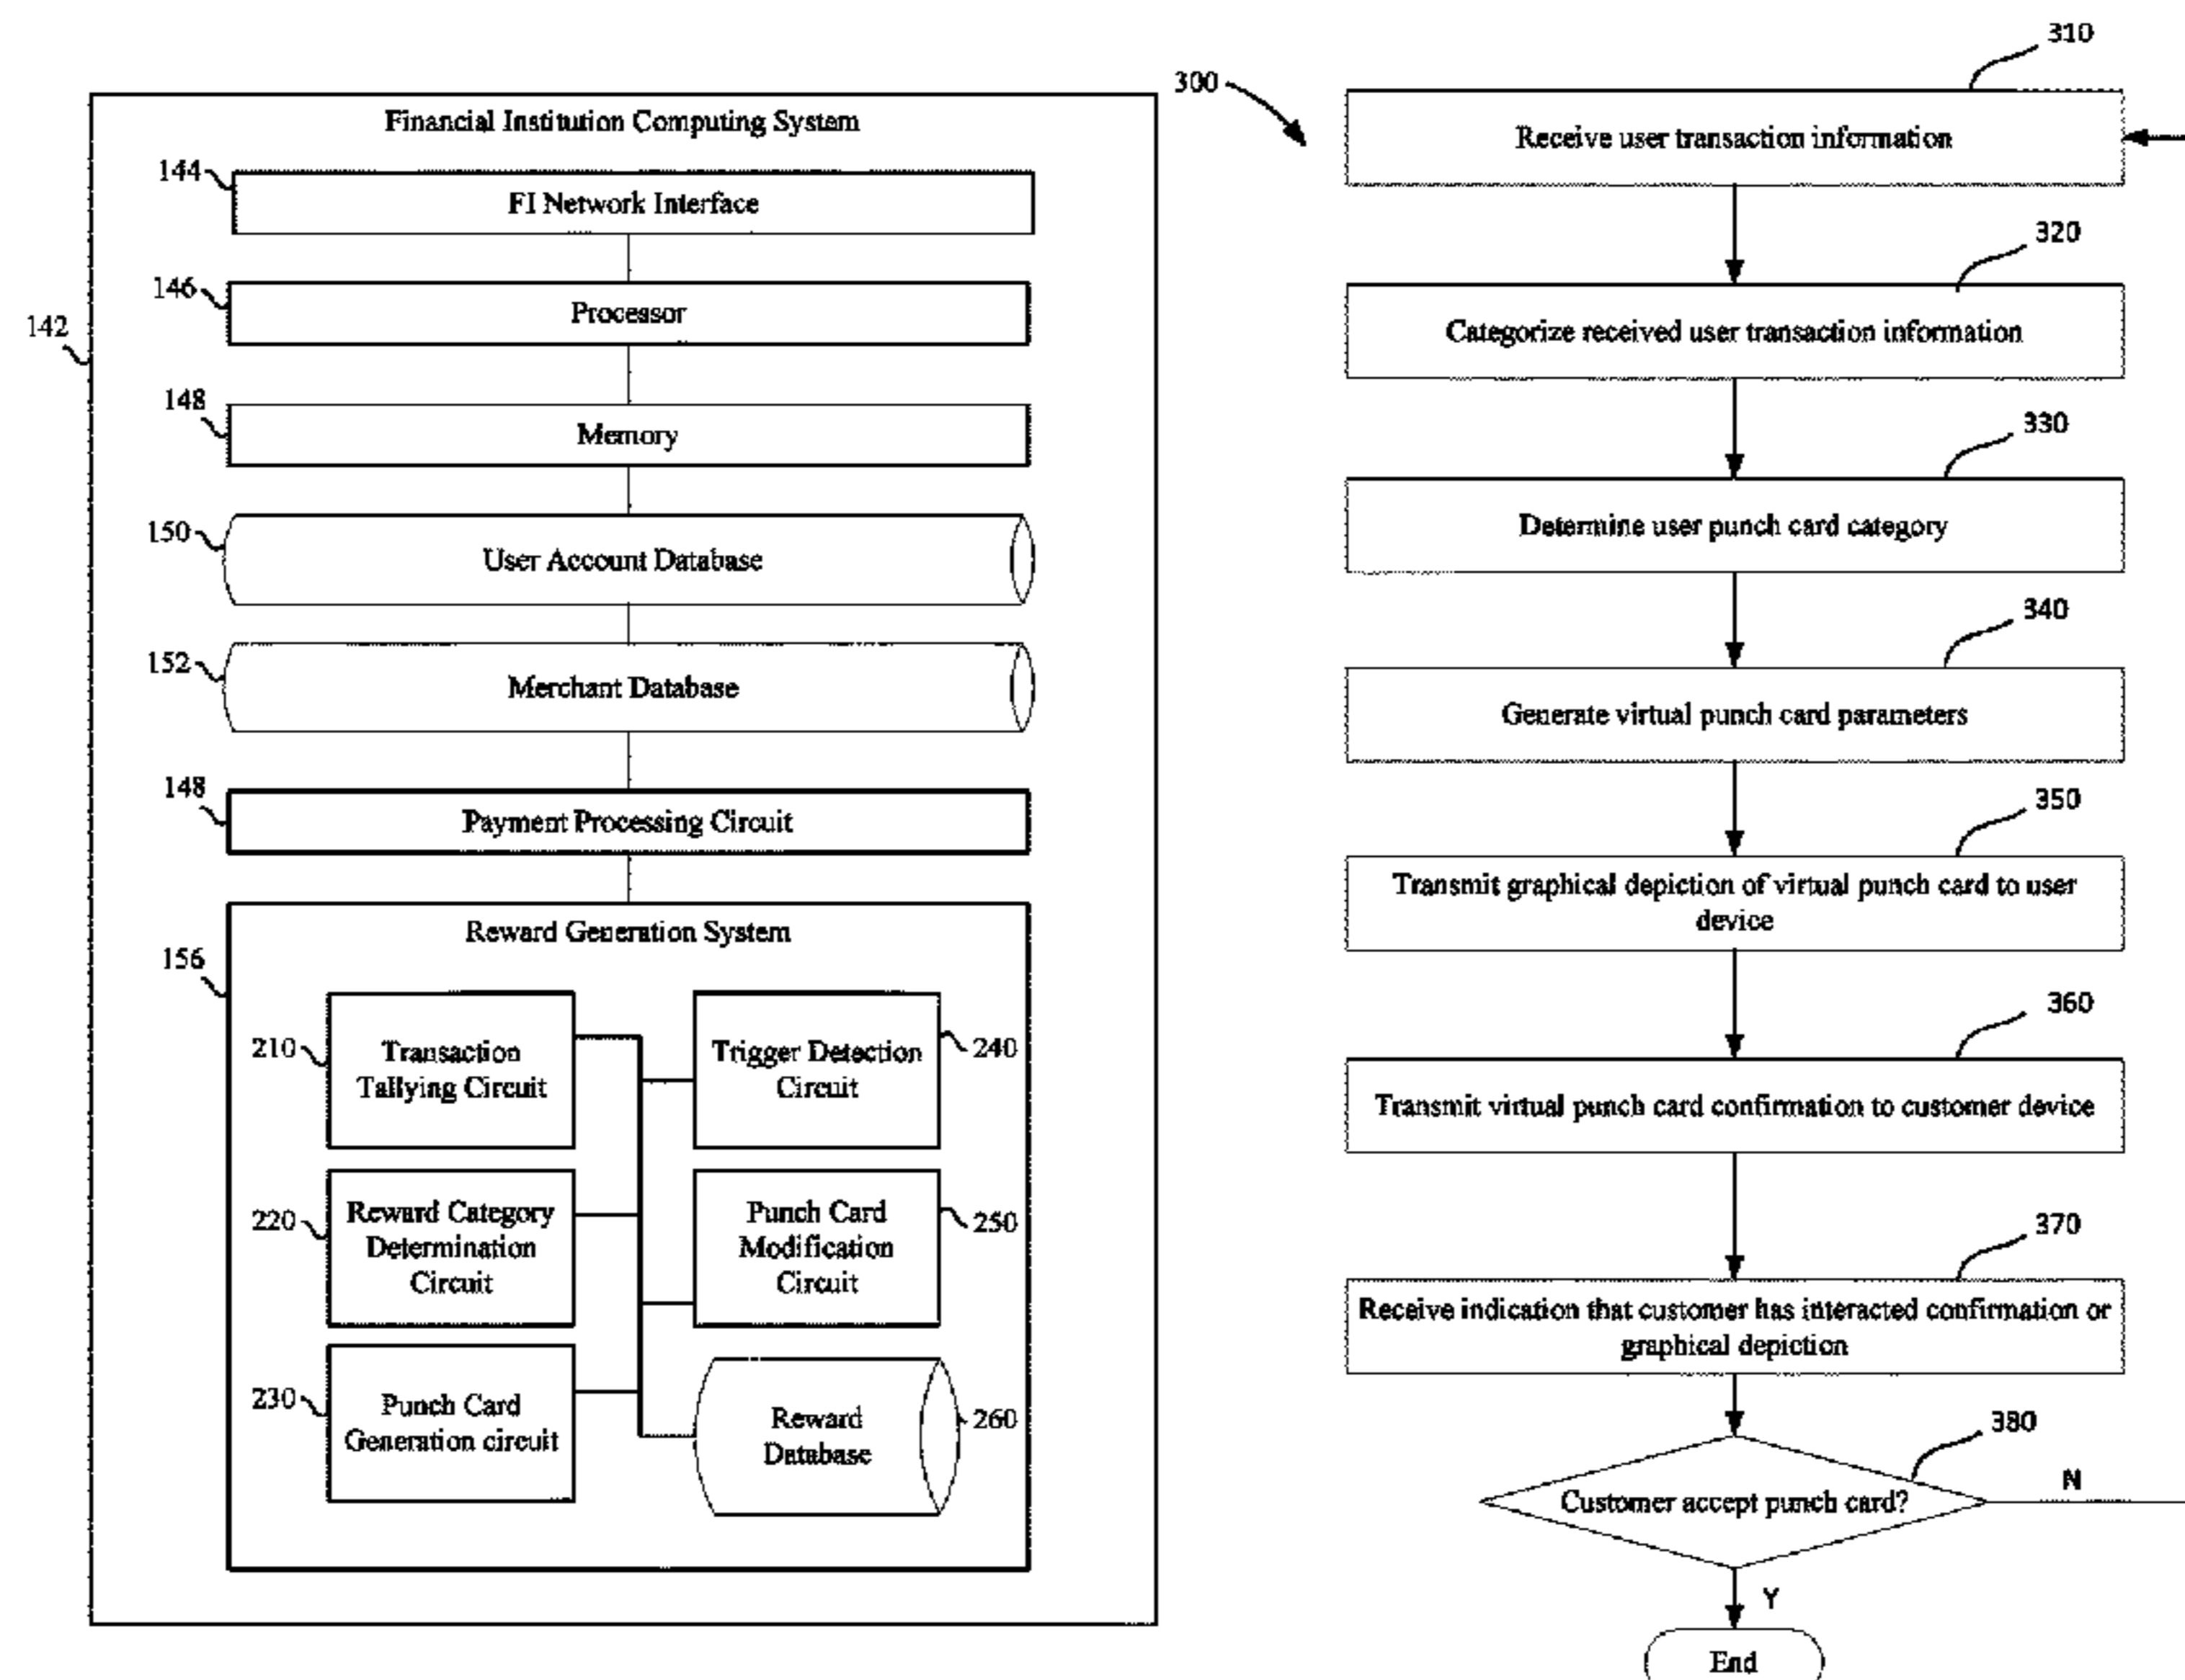 Financial Institution Computing System
144
FI Network Interface
146
Processor
142
148
Memory
150
User Account Database
152
Merchant Database
148
Payment Processing Circuit
Reward Generation System
156
210
Transaction
Tallying Circuit
Trigger Detection
Circuit
240
220
Reward Category
Determination
Circuit
Punch Card
Modification
Circuit
250
230
Punch Card
Generation circuit
Reward
Database
260
300
310
Receive user transaction information
320
Categorize received user transaction information
330
Determine user punch card category
340
Generate virtual punch card parameters
350
Transmit graphical depiction of virtual punch card to user
device
360
Transmit virtual punch card confirmation to customer device
370
Receive indication that customer has interacted confirmation or
graphical depiction
380
Customer accept punch card?
N
Y
End